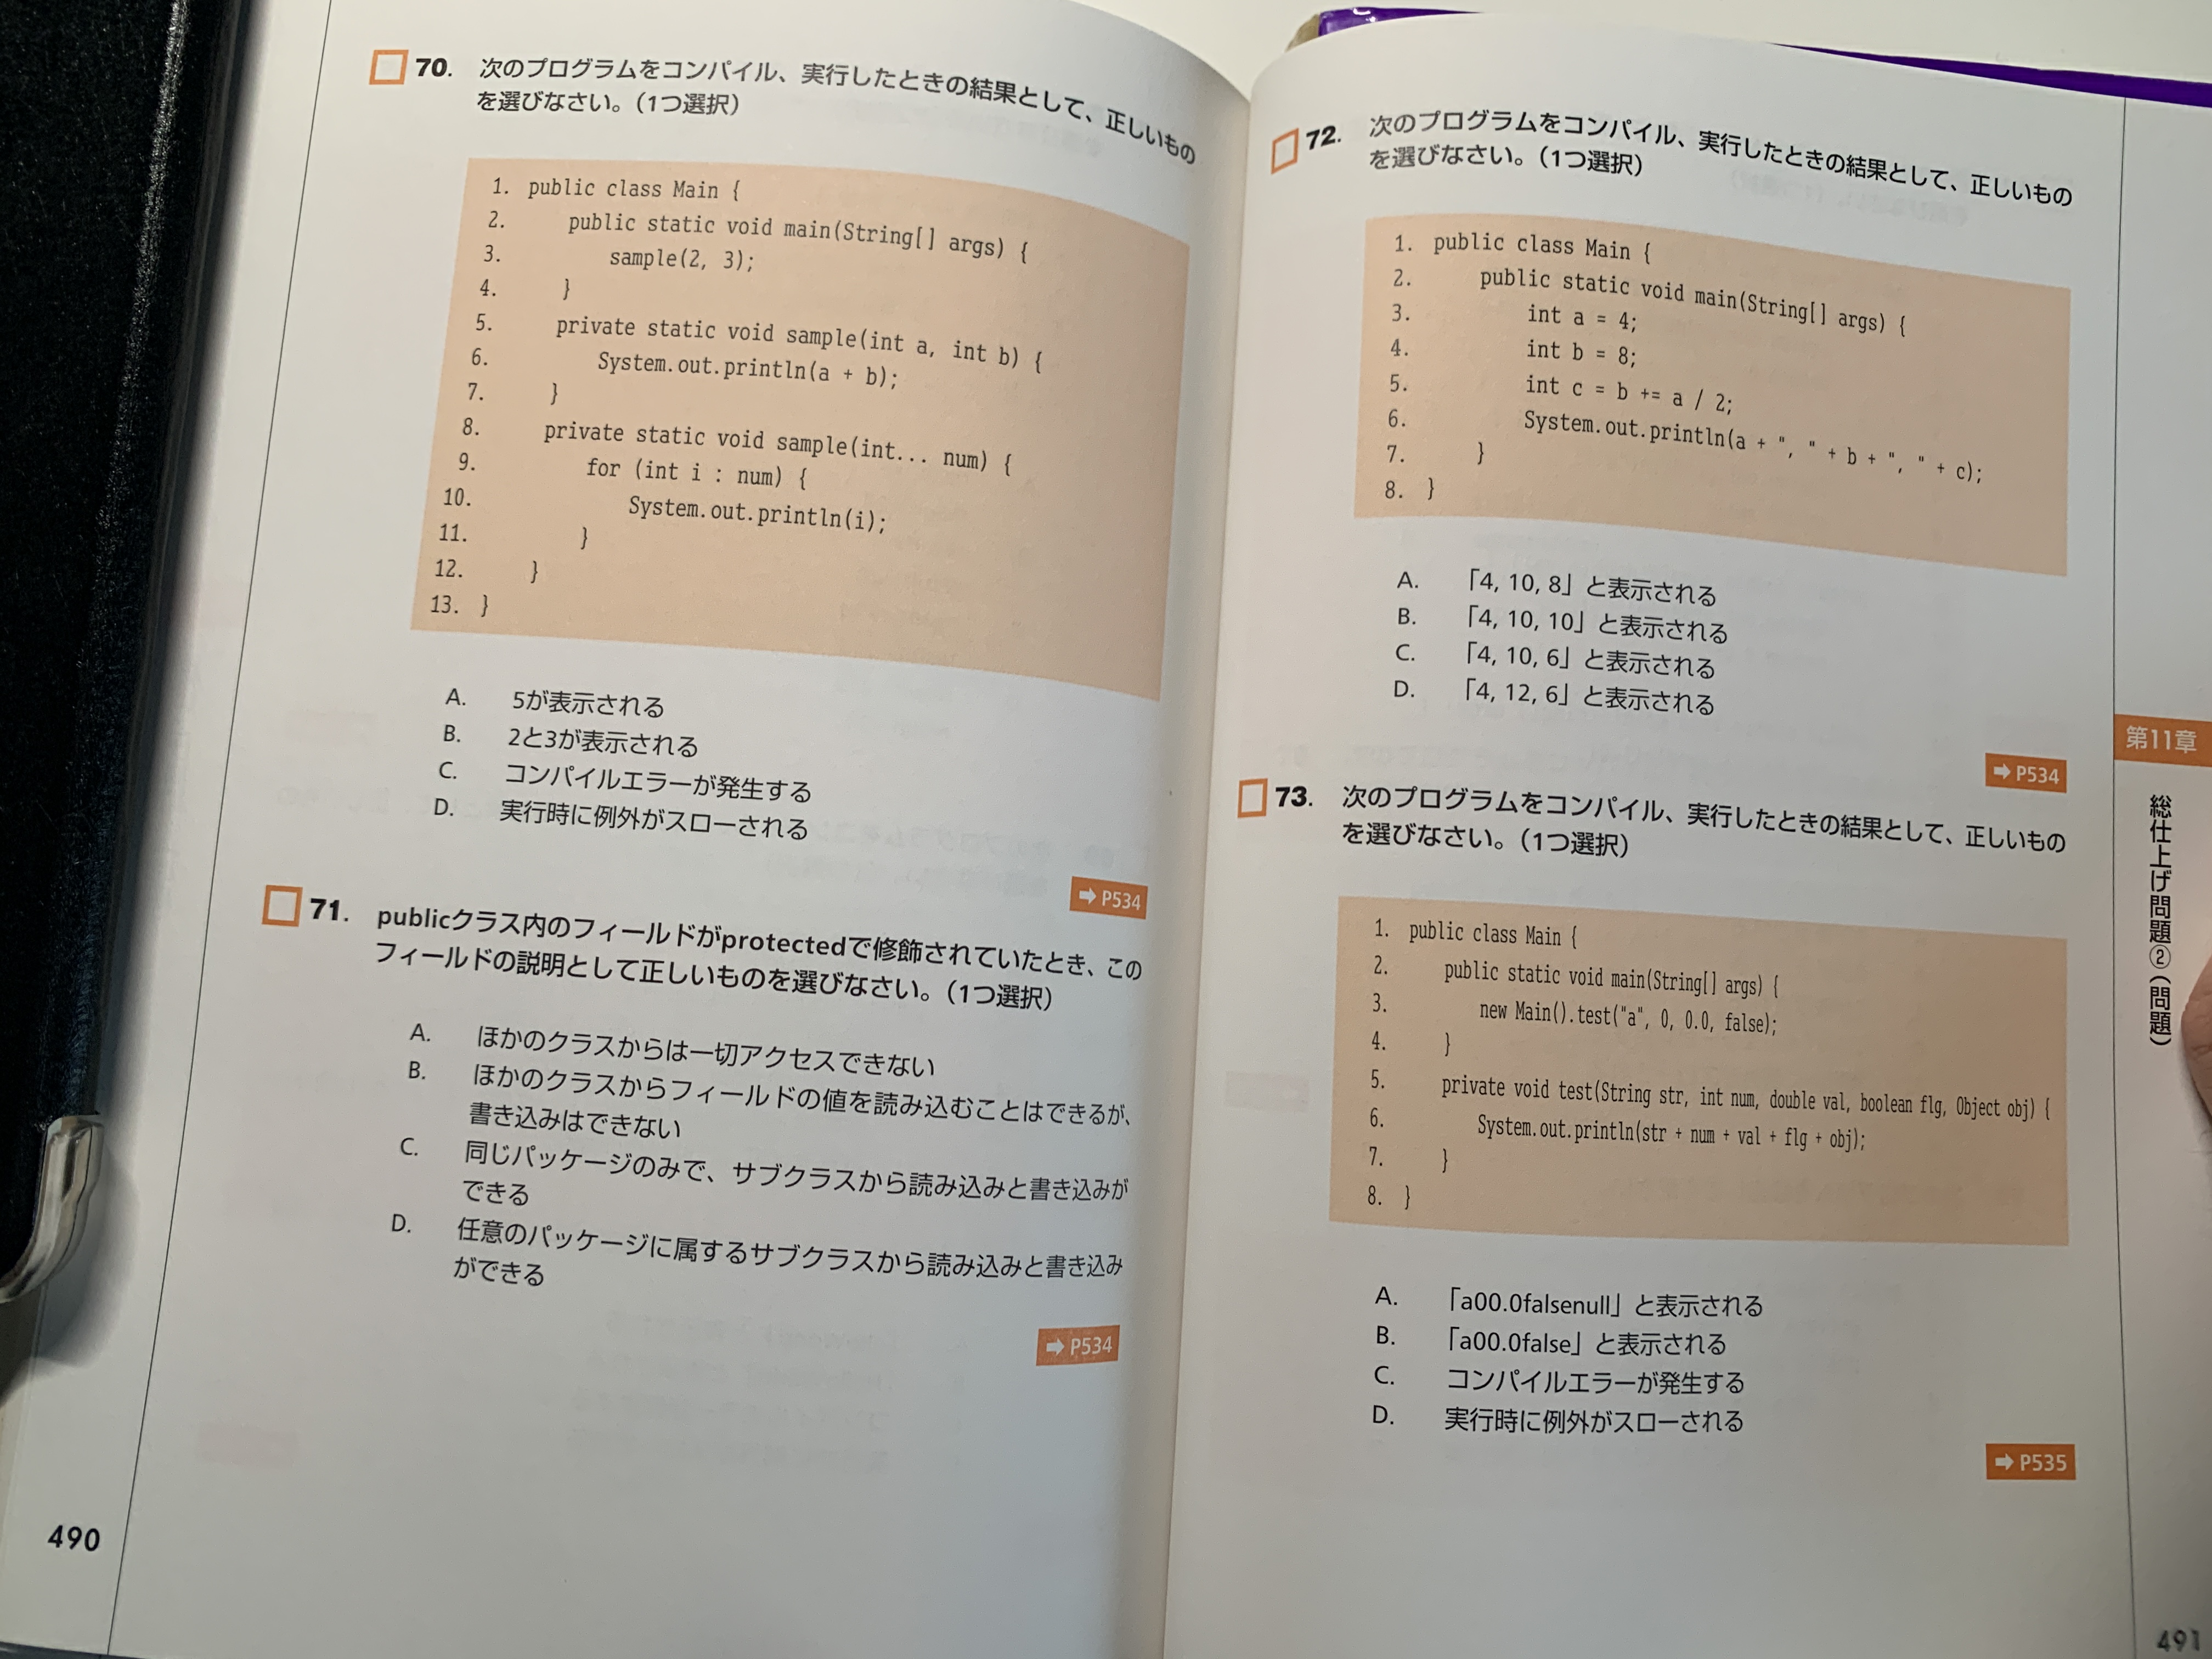 70. 次のプログラムをコンパイル、実行したときの結果として、正しいもの
を選びなさい。（1つ選択）
1. public class Main {
2. public static void main(String[] args) {
3. sample(2, 3);
4. }
5. private static void sample(int a, int b) {
6. System.out.println(a + b);
7. }
8. private static void sample(int... num) {
9. for (int i : num) {
10. System.out.println(i);
11. }
12. }
13. }
A. 5が表示される
B. 2と3が表示される
C. コンパイルエラーが発生する
D. 実行時に例外がスローされる
➡ P534
71. publicクラス内のフィールドがprotectedで修飾されていたとき、この
フィールドの説明として正しいものを選びなさい。（1つ選択）
A. ほかのクラスからは一切アクセスできない
B. ほかのクラスからフィールドの値を読み込むことはできるが、
書き込みはできない
C. 同じパッケージのみで、サブクラスから読み込みと書き込みが
できる
D. 任意のパッケージに属するサブクラスから読み込みと書き込み
ができる
➡ P534
490
72. 次のプログラムをコンパイル、実行したときの結果として、正しいもの
を選びなさい。（1つ選択）
1. public class Main {
2. public static void main(String[] args) {
3. int a = 4;
4. int b = 8;
5. int c = b += a / 2;
6. System.out.println(a + ", " + b + ", " + c);
7. }
8. }
A. 「4, 10, 8」と表示される
B. 「4, 10, 10」と表示される
C. 「4, 10, 6」と表示される
D. 「4, 12, 6」と表示される
➡ P534
73. 次のプログラムをコンパイル、実行したときの結果として、正しいもの
を選びなさい。（1つ選択）
1. public class Main {
2. public static void main(String[] args) {
3. new Main().test("a", 0, 0.0, false);
4. }
5. private void test(String str, int num, double val, boolean flg, Object obj) {
6. System.out.println(str + num + val + flg + obj);
7. }
8. }
A. 「a00.0falsenull」と表示される
B. 「a00.0false」と表示される
C. コンパイルエラーが発生する
D. 実行時に例外がスローされる
➡ P535
第11章
総仕上げ問題②（問題）
491